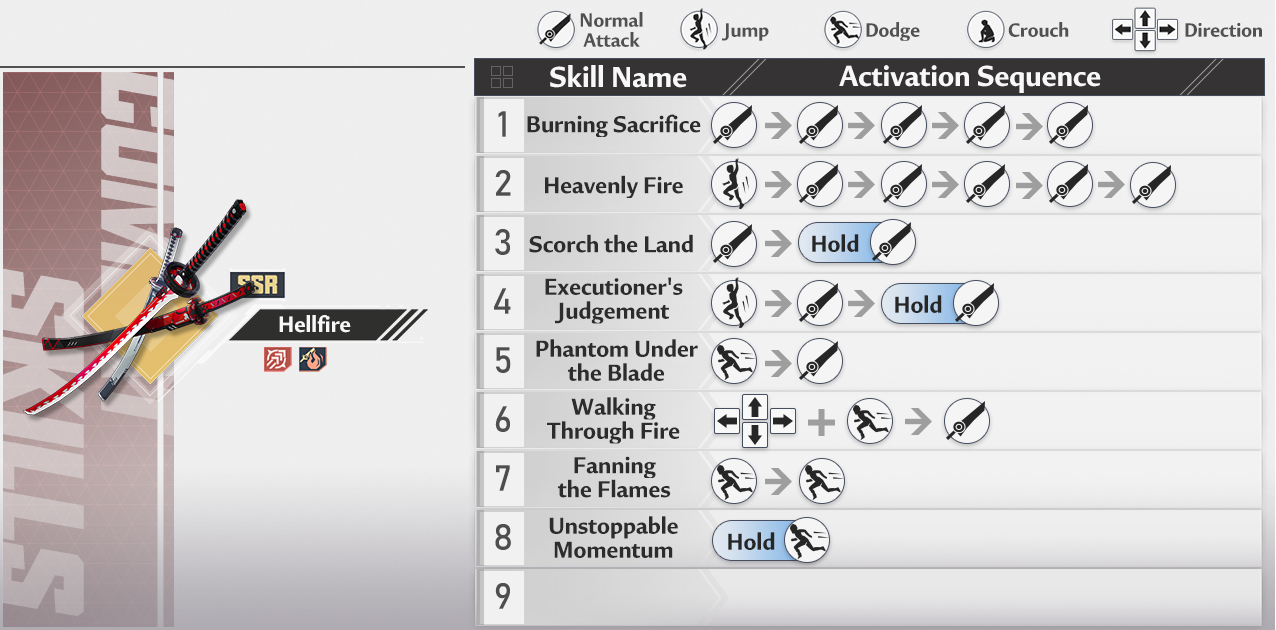 Normal
Attack
Jump
Dodge
Crouch
Direction
Skill Name
Activation Sequence
COMBAT
SKILLS
SSR
Hellfire
1
Burning Sacrifice
2
Heavenly Fire
3
Scorch the Land
Hold
4
Executioner's
Judgement
Hold
5
Phantom Under
the Blade
6
Walking
Through Fire
7
Fanning
the Flames
8
Unstoppable
Momentum
Hold
9